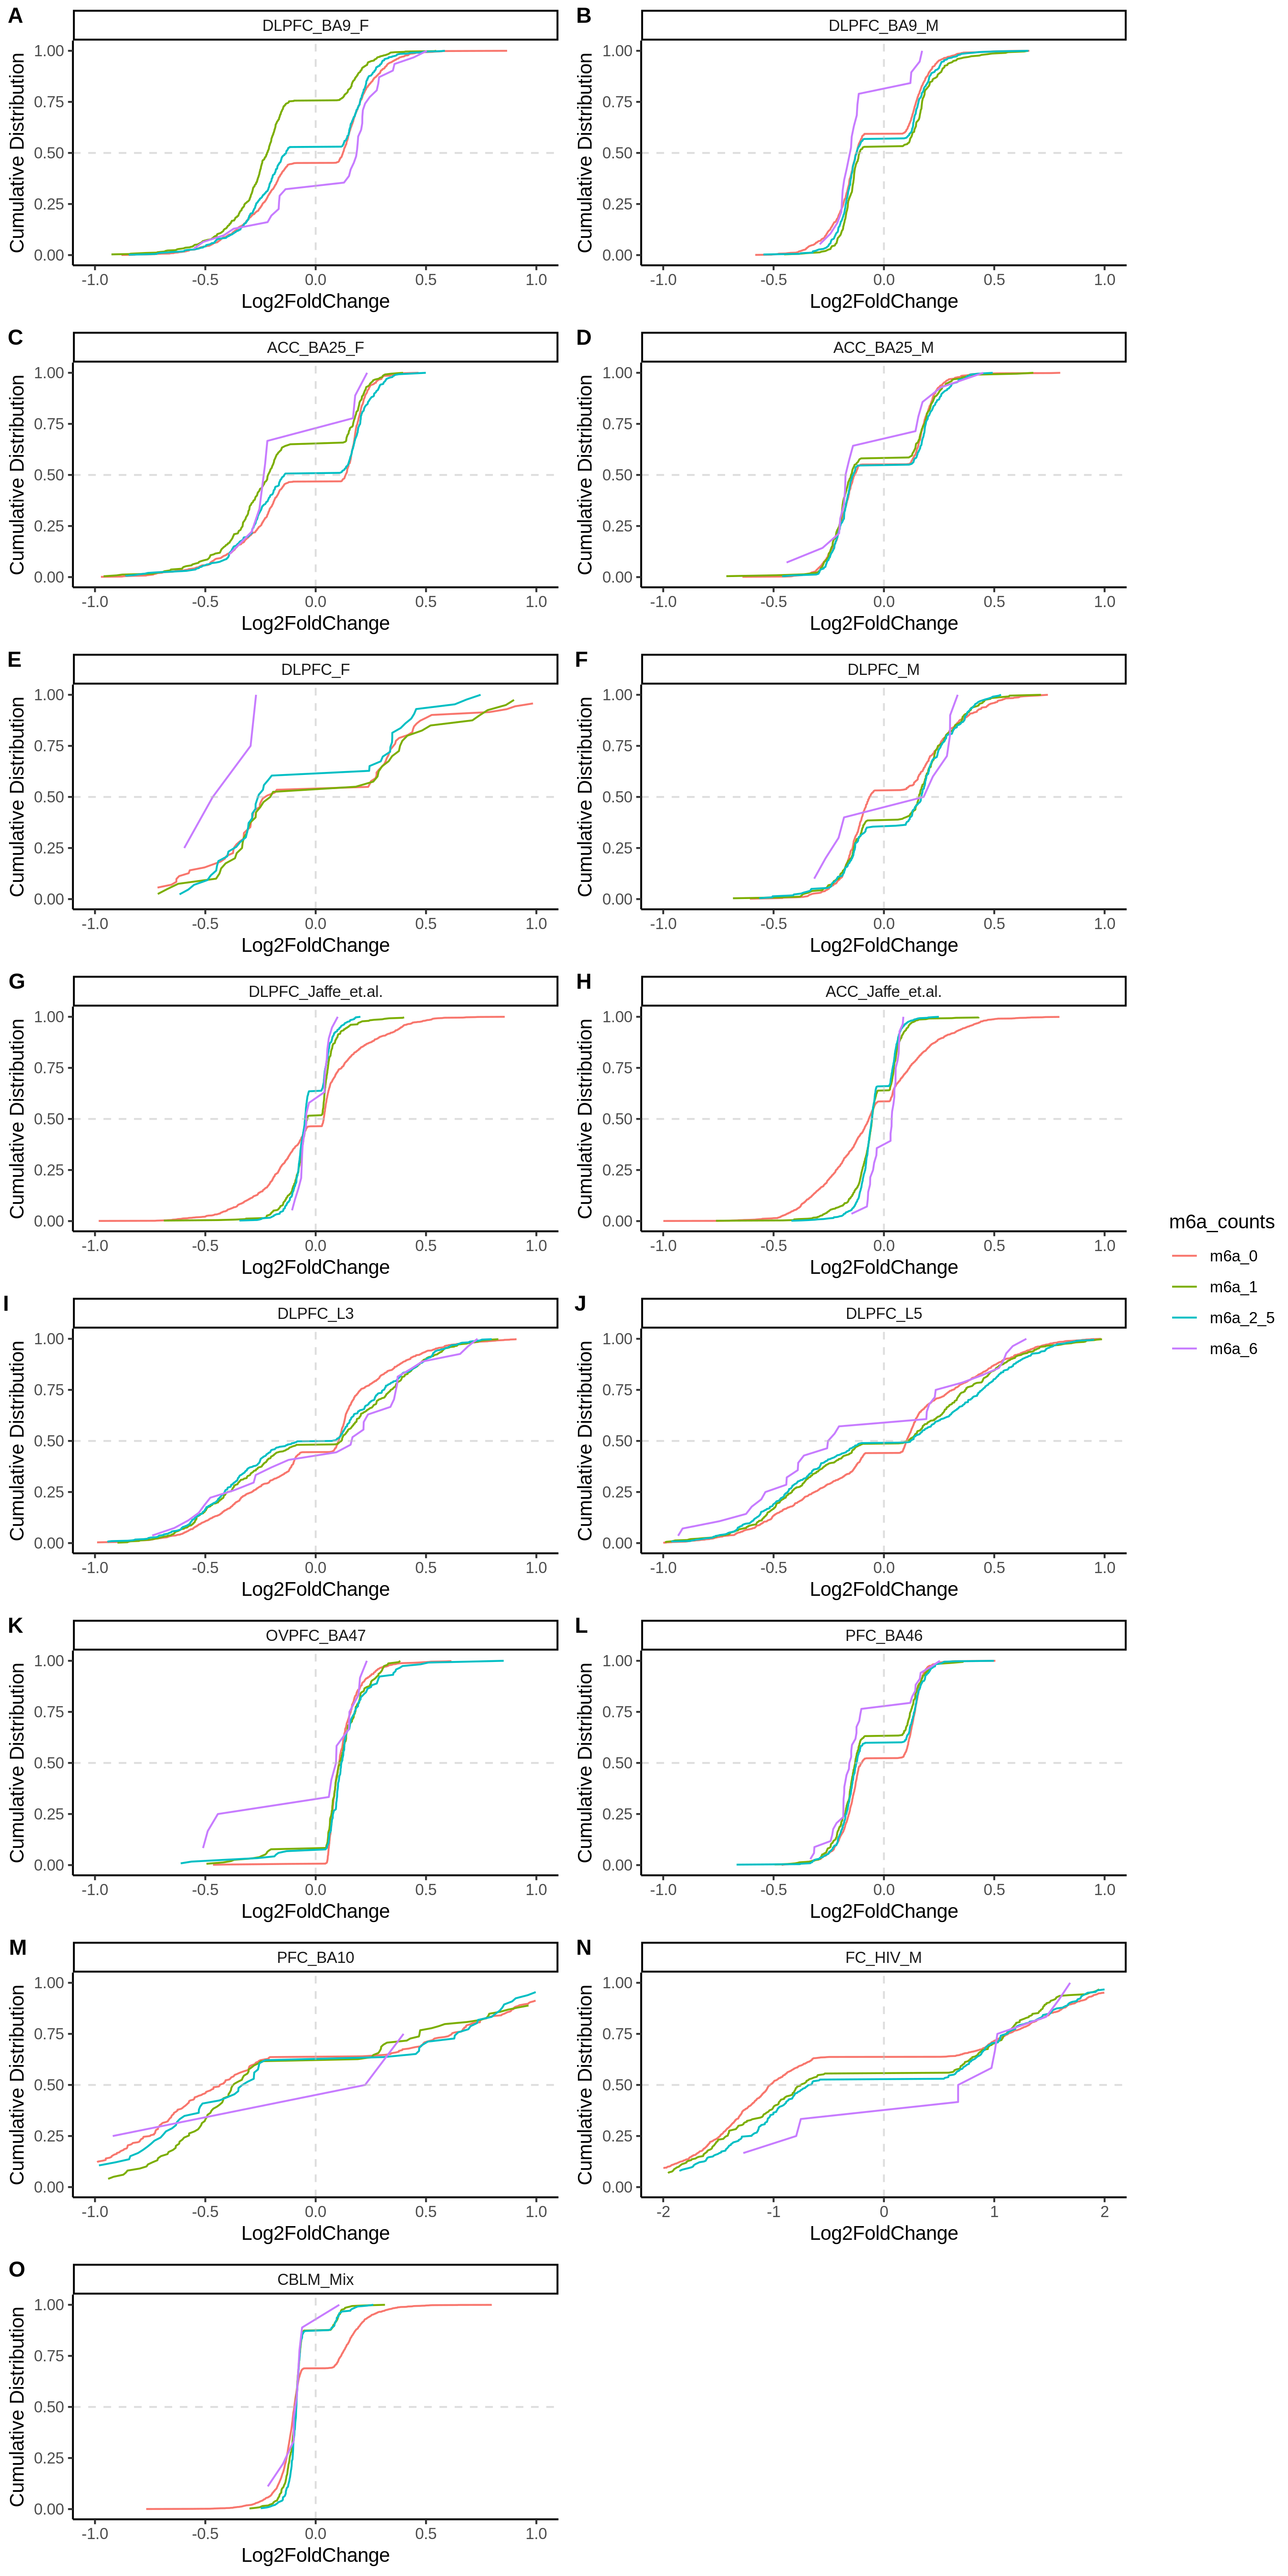 A
DLPFC_BA9_F
Cumulative Distribution
1.00
0.75
0.50
0.25
0.00
-1.0 -0.5 0.0 0.5 1.0
Log2FoldChange
B
DLPFC_BA9_M
Cumulative Distribution
1.00
0.75
0.50
0.25
0.00
-1.0 -0.5 0.0 0.5 1.0
Log2FoldChange
C
ACC_BA25_F
Cumulative Distribution
1.00
0.75
0.50
0.25
0.00
-1.0 -0.5 0.0 0.5 1.0
Log2FoldChange
D
ACC_BA25_M
Cumulative Distribution
1.00
0.75
0.50
0.25
0.00
-1.0 -0.5 0.0 0.5 1.0
Log2FoldChange
E
DLPFC_F
Cumulative Distribution
1.00
0.75
0.50
0.25
0.00
-1.0 -0.5 0.0 0.5 1.0
Log2FoldChange
F
DLPFC_M
Cumulative Distribution
1.00
0.75
0.50
0.25
0.00
-1.0 -0.5 0.0 0.5 1.0
Log2FoldChange
G
DLPFC_Jaffe_et.al.
Cumulative Distribution
1.00
0.75
0.50
0.25
0.00
-1.0 -0.5 0.0 0.5 1.0
Log2FoldChange
H
ACC_Jaffe_et.al.
Cumulative Distribution
1.00
0.75
0.50
0.25
0.00
-1.0 -0.5 0.0 0.5 1.0
Log2FoldChange
I
DLPFC_L3
Cumulative Distribution
1.00
0.75
0.50
0.25
0.00
-1.0 -0.5 0.0 0.5 1.0
Log2FoldChange
J
DLPFC_L5
Cumulative Distribution
1.00
0.75
0.50
0.25
0.00
-1.0 -0.5 0.0 0.5 1.0
Log2FoldChange
K
OVPFC_BA47
Cumulative Distribution
1.00
0.75
0.50
0.25
0.00
-1.0 -0.5 0.0 0.5 1.0
Log2FoldChange
L
PFC_BA46
Cumulative Distribution
1.00
0.75
0.50
0.25
0.00
-1.0 -0.5 0.0 0.5 1.0
Log2FoldChange
M
PFC_BA10
Cumulative Distribution
1.00
0.75
0.50
0.25
0.00
-1.0 -0.5 0.0 0.5 1.0
Log2FoldChange
N
FC_HIV_M
Cumulative Distribution
1.00
0.75
0.50
0.25
0.00
-2 -1 0 1 2
Log2FoldChange
O
CBLM_Mix
Cumulative Distribution
1.00
0.75
0.50
0.25
0.00
-1.0 -0.5 0.0 0.5 1.0
Log2FoldChange
m6a_counts
m6a_0
m6a_1
m6a_2_5
m6a_6